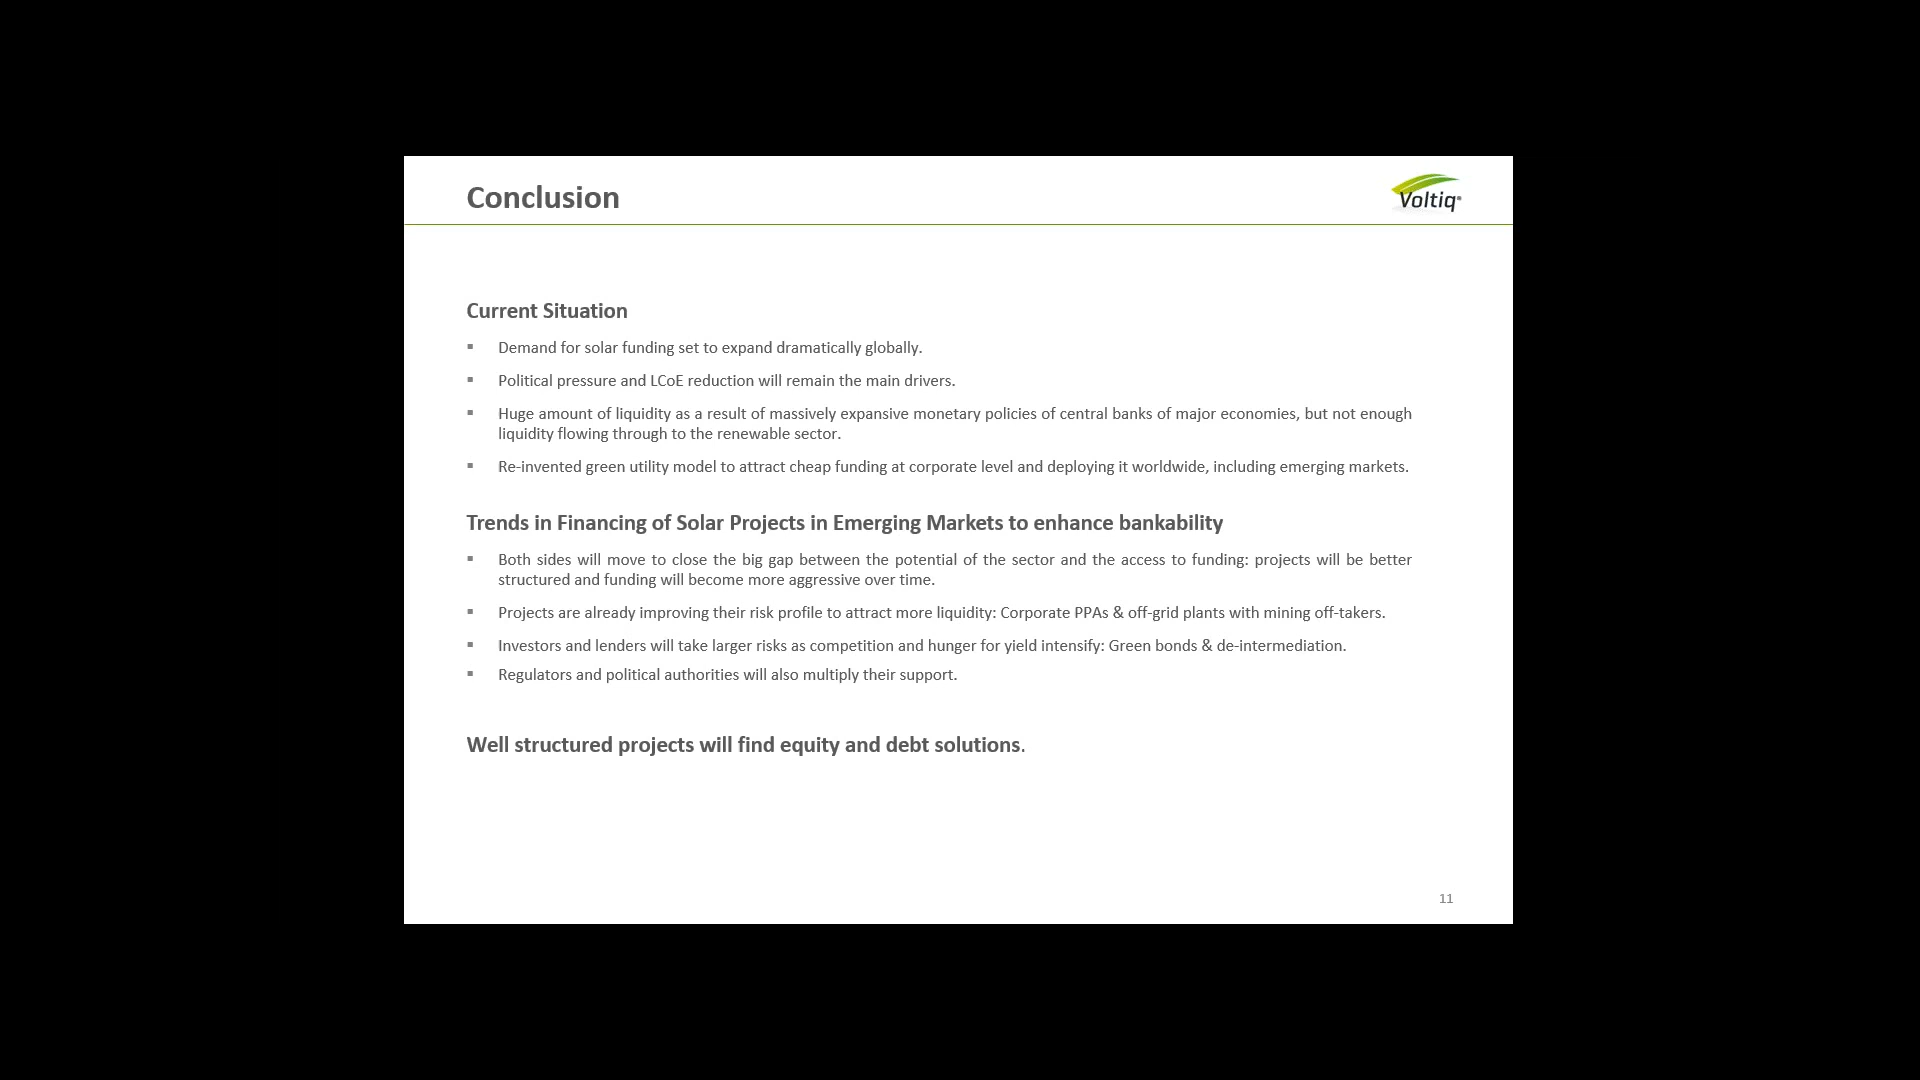 Conclusion
Voltiq
Current Situation
▪ Demand for solar funding set to expand dramatically globally.
▪ Political pressure and LCoE reduction will remain the main drivers.
▪ Huge amount of liquidity as a result of massively expansive monetary policies of central banks of major economies, but not enough
liquidity flowing through to the renewable sector.
▪ Re-invented green utility model to attract cheap funding at corporate level and deploying it worldwide, including emerging markets.
Trends in Financing of Solar Projects in Emerging Markets to enhance bankability
▪ Both sides will move to close the big gap between the potential of the sector and the access to funding: projects will be better
structured and funding will become more aggressive over time.
▪ Projects are already improving their risk profile to attract more liquidity: Corporate PPAs & off-grid plants with mining off-takers.
▪ Investors and lenders will take larger risks as competition and hunger for yield intensify: Green bonds & de-intermediation.
▪ Regulators and political authorities will also multiply their support.
Well structured projects will find equity and debt solutions.
11